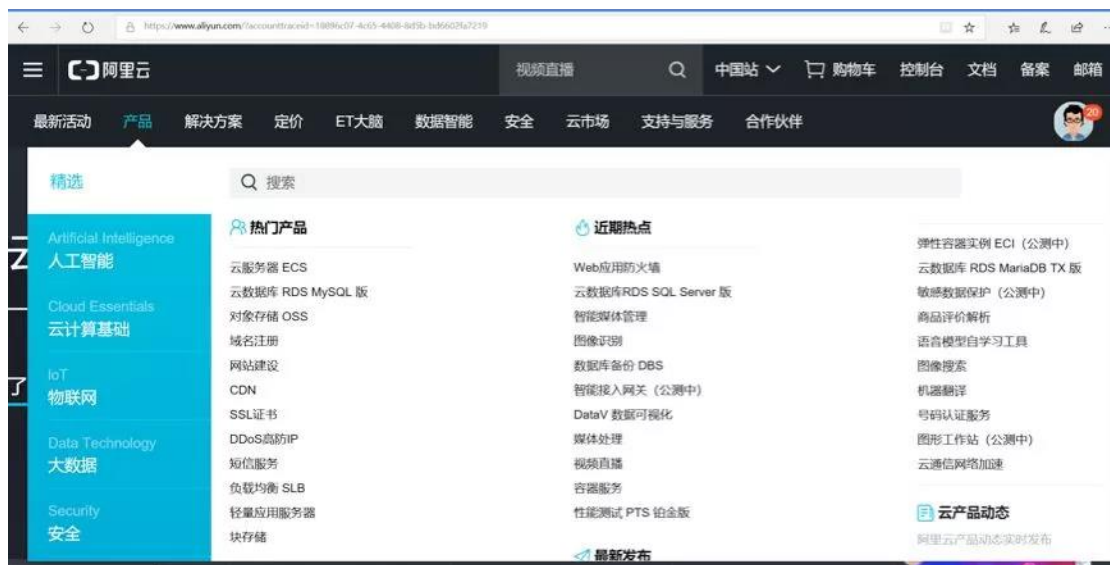 https://www.aliyun.com/
阿里云
视频直播
中国站
购物车
控制台
文档
备案
邮箱
最新活动
产品
解决方案
定价
ET大脑
数据智能
安全
云市场
支持与服务
合作伙伴
20
精选
搜索
云
了
Artificial Intelligence
人工智能
Cloud Essentials
云计算基础
IoT
物联网
Data Technology
大数据
Security
安全
热门产品
云服务器 ECS
云数据库 RDS MySQL 版
对象存储 OSS
域名注册
网站建设
CDN
SSL证书
DDoS高防IP
短信服务
负载均衡 SLB
轻量应用服务器
块存储
近期热点
Web应用防火墙
云数据库RDS SQL Server 版
智能媒体管理
图像识别
数据库备份 DBS
智能接入网关（公测中）
DataV 数据可视化
媒体处理
视频直播
容器服务
性能测试 PTS 铂金版
最新发布
弹性容器实例 ECI（公测中）
云数据库 RDS MariaDB TX 版
敏感数据保护（公测中）
商品评价解析
语言模型自学习工具
图像搜索
机器翻译
号码认证服务
图形工作站（公测中）
云通信网络加速
云产品动态
阿里云产品动态实时发布